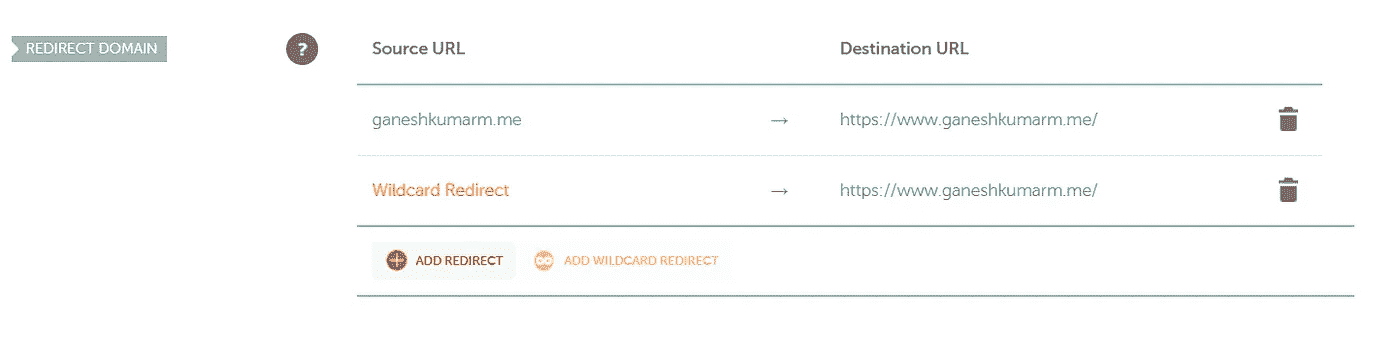 REDIRECT DOMAIN ? Source URL Destination URL
ganeshkumarm.me → https://www.ganeshkumarm.me/
Wildcard Redirect → https://www.ganeshkumarm.me/
ADD REDIRECT ADD WILDCARD REDIRECT